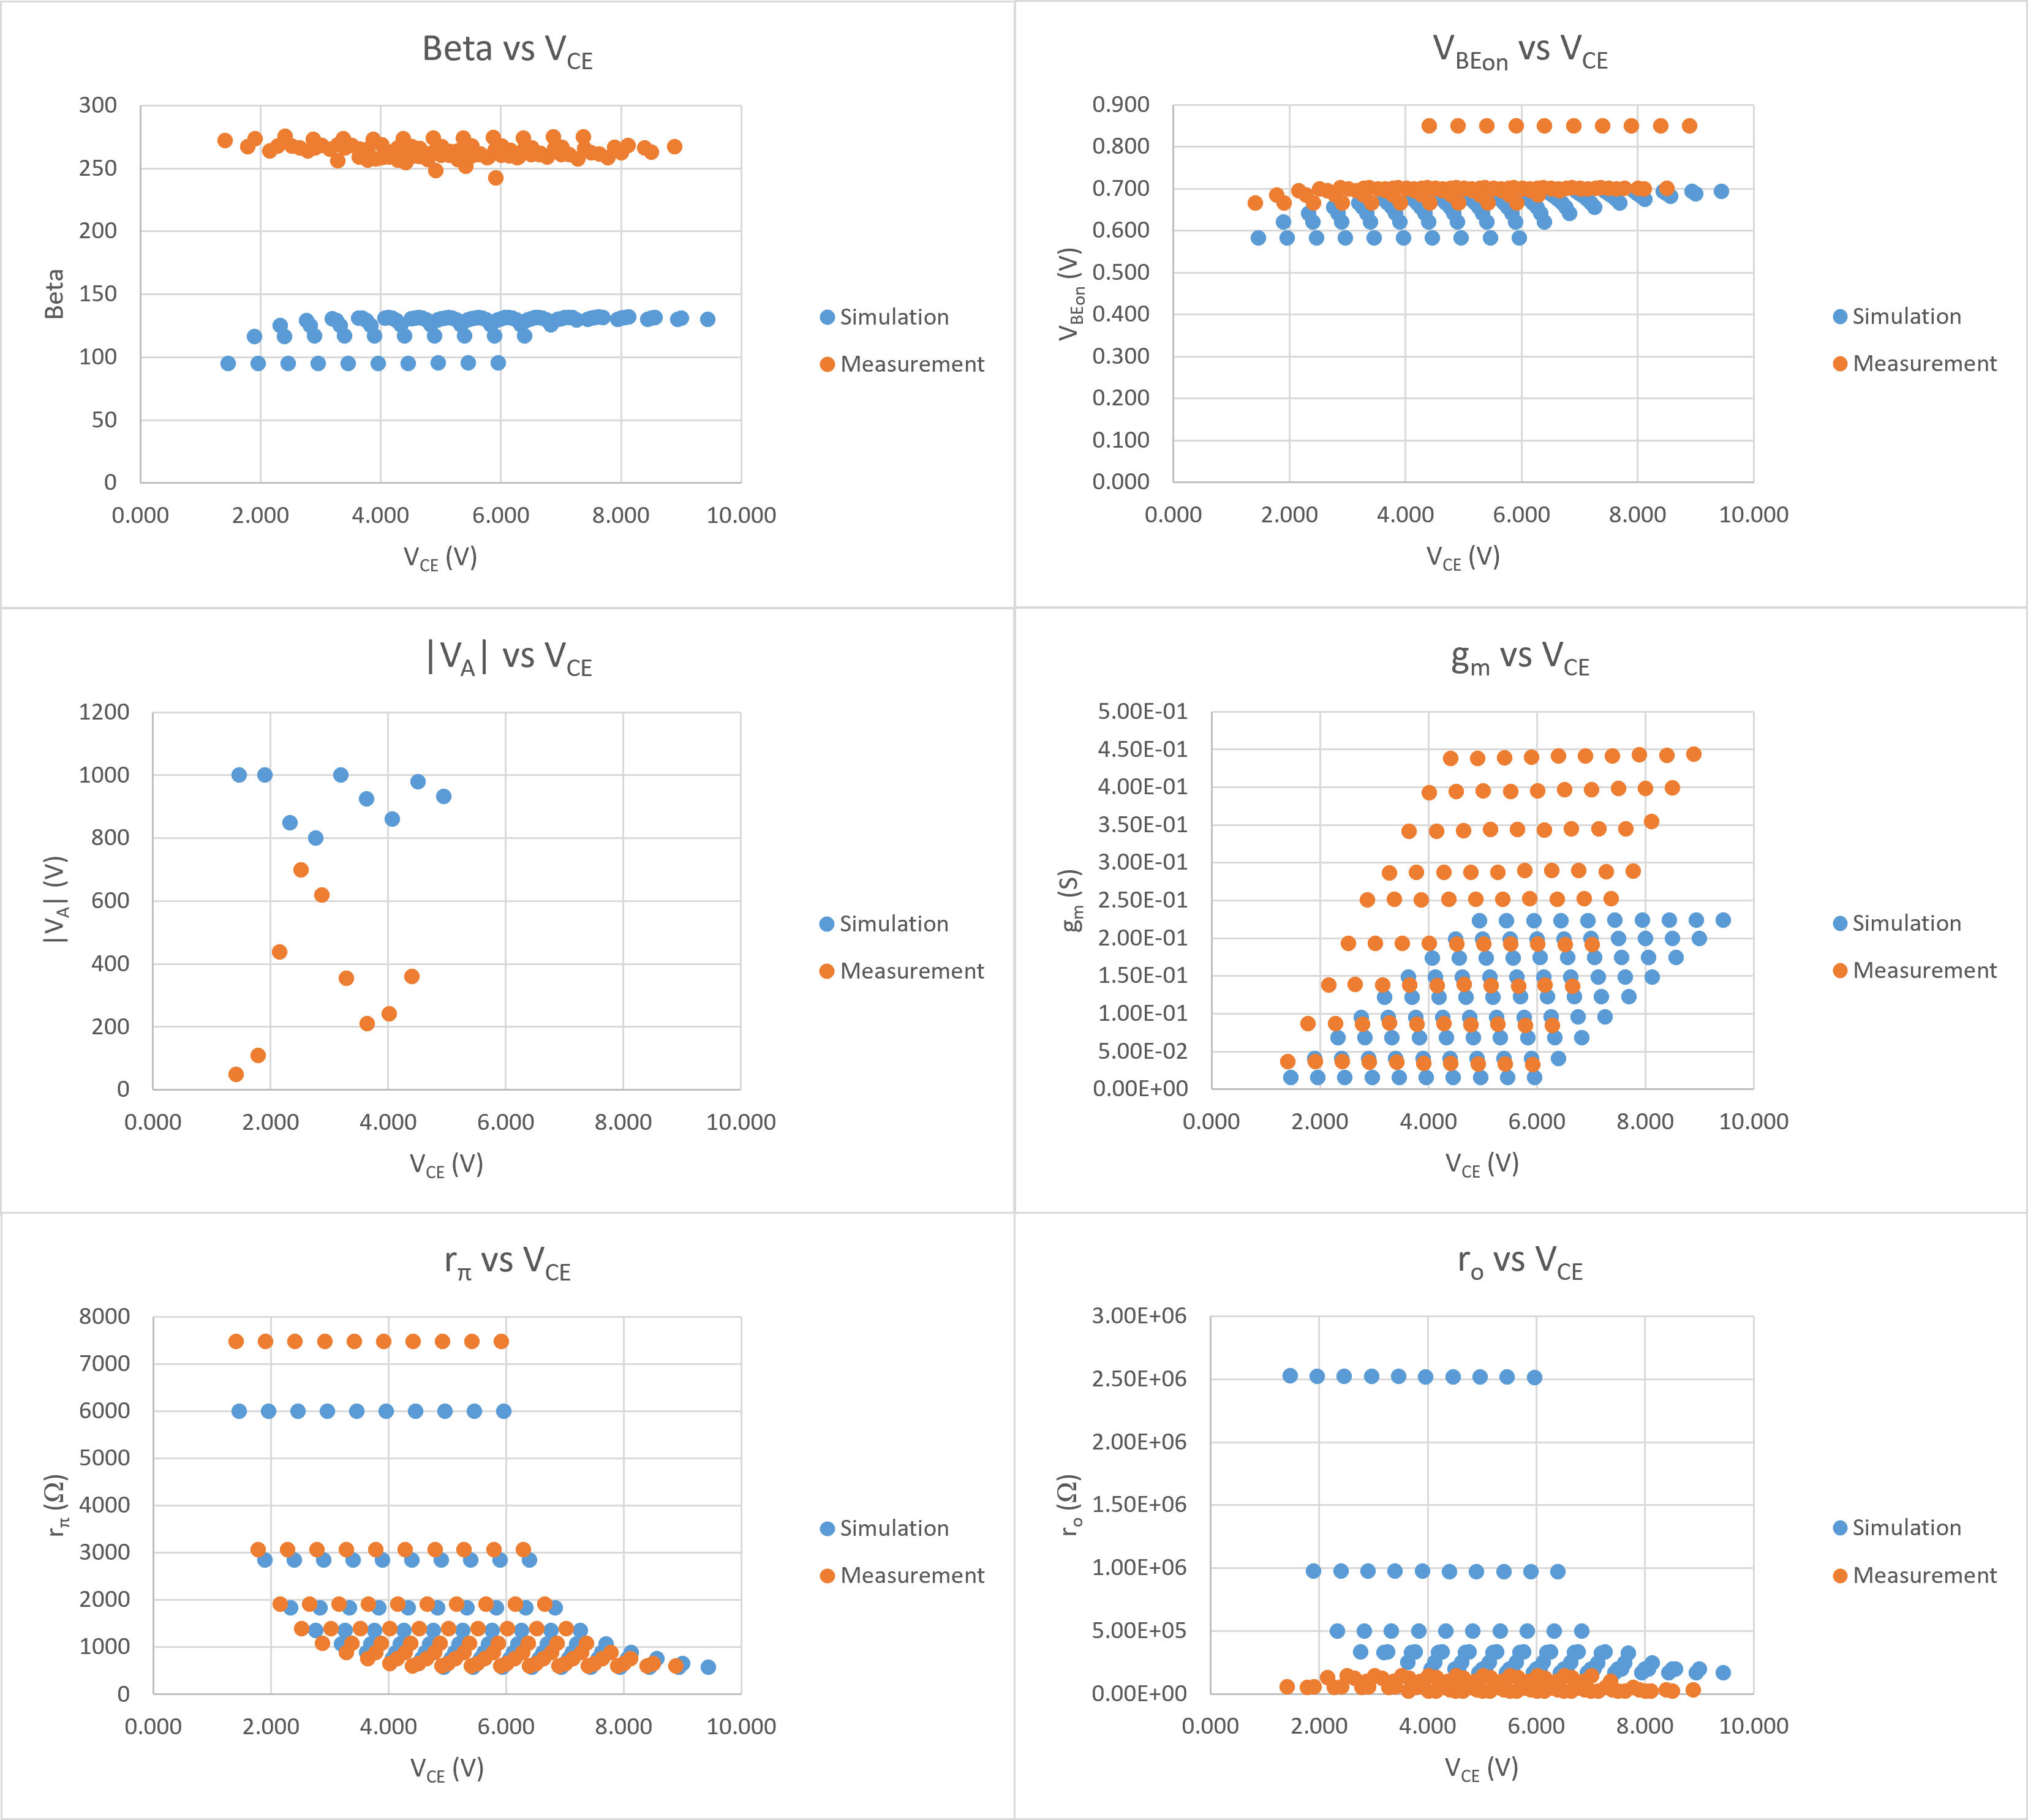 Beta vs VCE
300
250
200
150
100
50
0
0.000 2.000 4.000 6.000 8.000 10.000
Beta
VCE (V)
Simulation
Measurement
VBEon vs VCE
0.900
0.800
0.700
0.600
0.500
0.400
0.300
0.200
0.100
0.000
0.000 2.000 4.000 6.000 8.000 10.000
VBEon (V)
VCE (V)
Simulation
Measurement
|VA| vs VCE
1200
1000
800
600
400
200
0
0.000 2.000 4.000 6.000 8.000 10.000
|VA| (V)
VCE (V)
Simulation
Measurement
gm vs VCE
5.00E-01
4.50E-01
4.00E-01
3.50E-01
3.00E-01
2.50E-01
2.00E-01
1.50E-01
1.00E-01
5.00E-02
0.00E+00
0.000 2.000 4.000 6.000 8.000 10.000
gm (S)
VCE (V)
Simulation
Measurement
rπ vs VCE
8000
7000
6000
5000
4000
3000
2000
1000
0
0.000 2.000 4.000 6.000 8.000 10.000
rπ (Ω)
VCE (V)
Simulation
Measurement
ro vs VCE
3.00E+06
2.50E+06
2.00E+06
1.50E+06
1.00E+06
5.00E+05
0.00E+00
0.000 2.000 4.000 6.000 8.000 10.000
ro (Ω)
VCE (V)
Simulation
Measurement